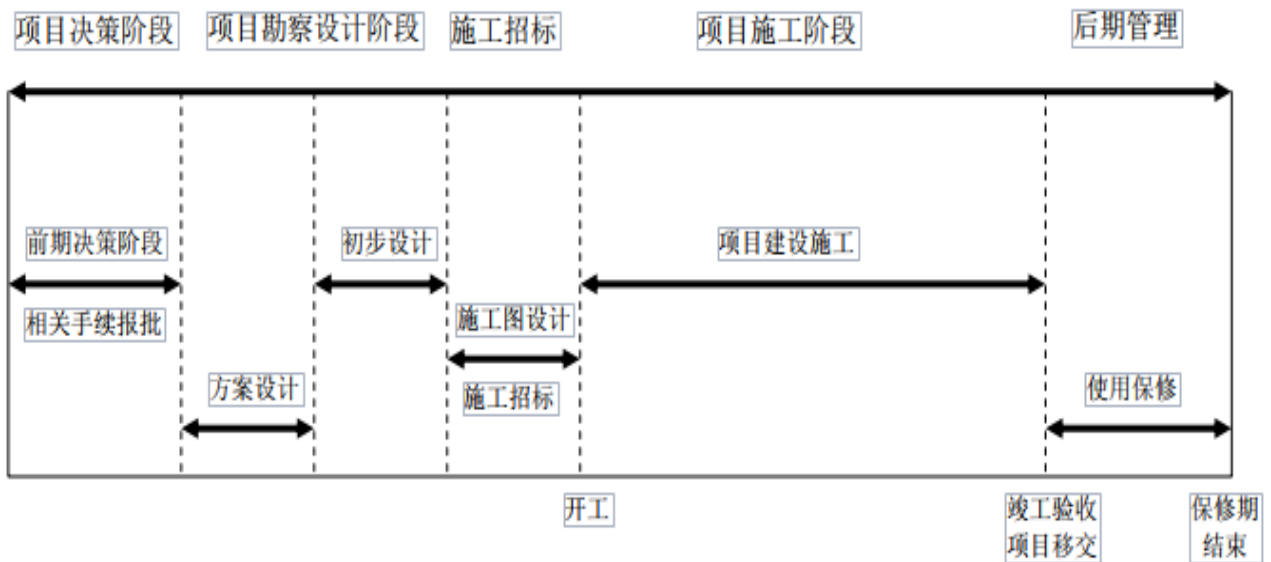 项目决策阶段
项目勘察设计阶段
施工招标
项目施工阶段
后期管理
前期决策阶段
初步设计
项目建设施工
相关手续报批
施工图设计
方案设计
施工招标
使用保修
开工
竣工验收
项目移交
保修期
结束